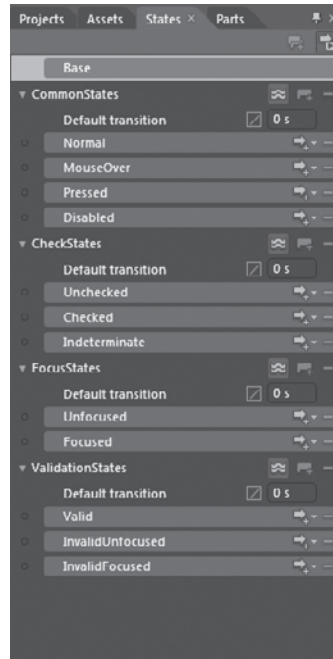 Projects Assets States × Parts
Base
CommonStates
Default transition 0 s
Normal
MouseOver
Pressed
Disabled
CheckStates
Default transition 0 s
Unchecked
Checked
Indeterminate
FocusStates
Default transition 0 s
Unfocused
Focused
ValidationStates
Default transition 0 s
Valid
InvalidUnfocused
InvalidFocused